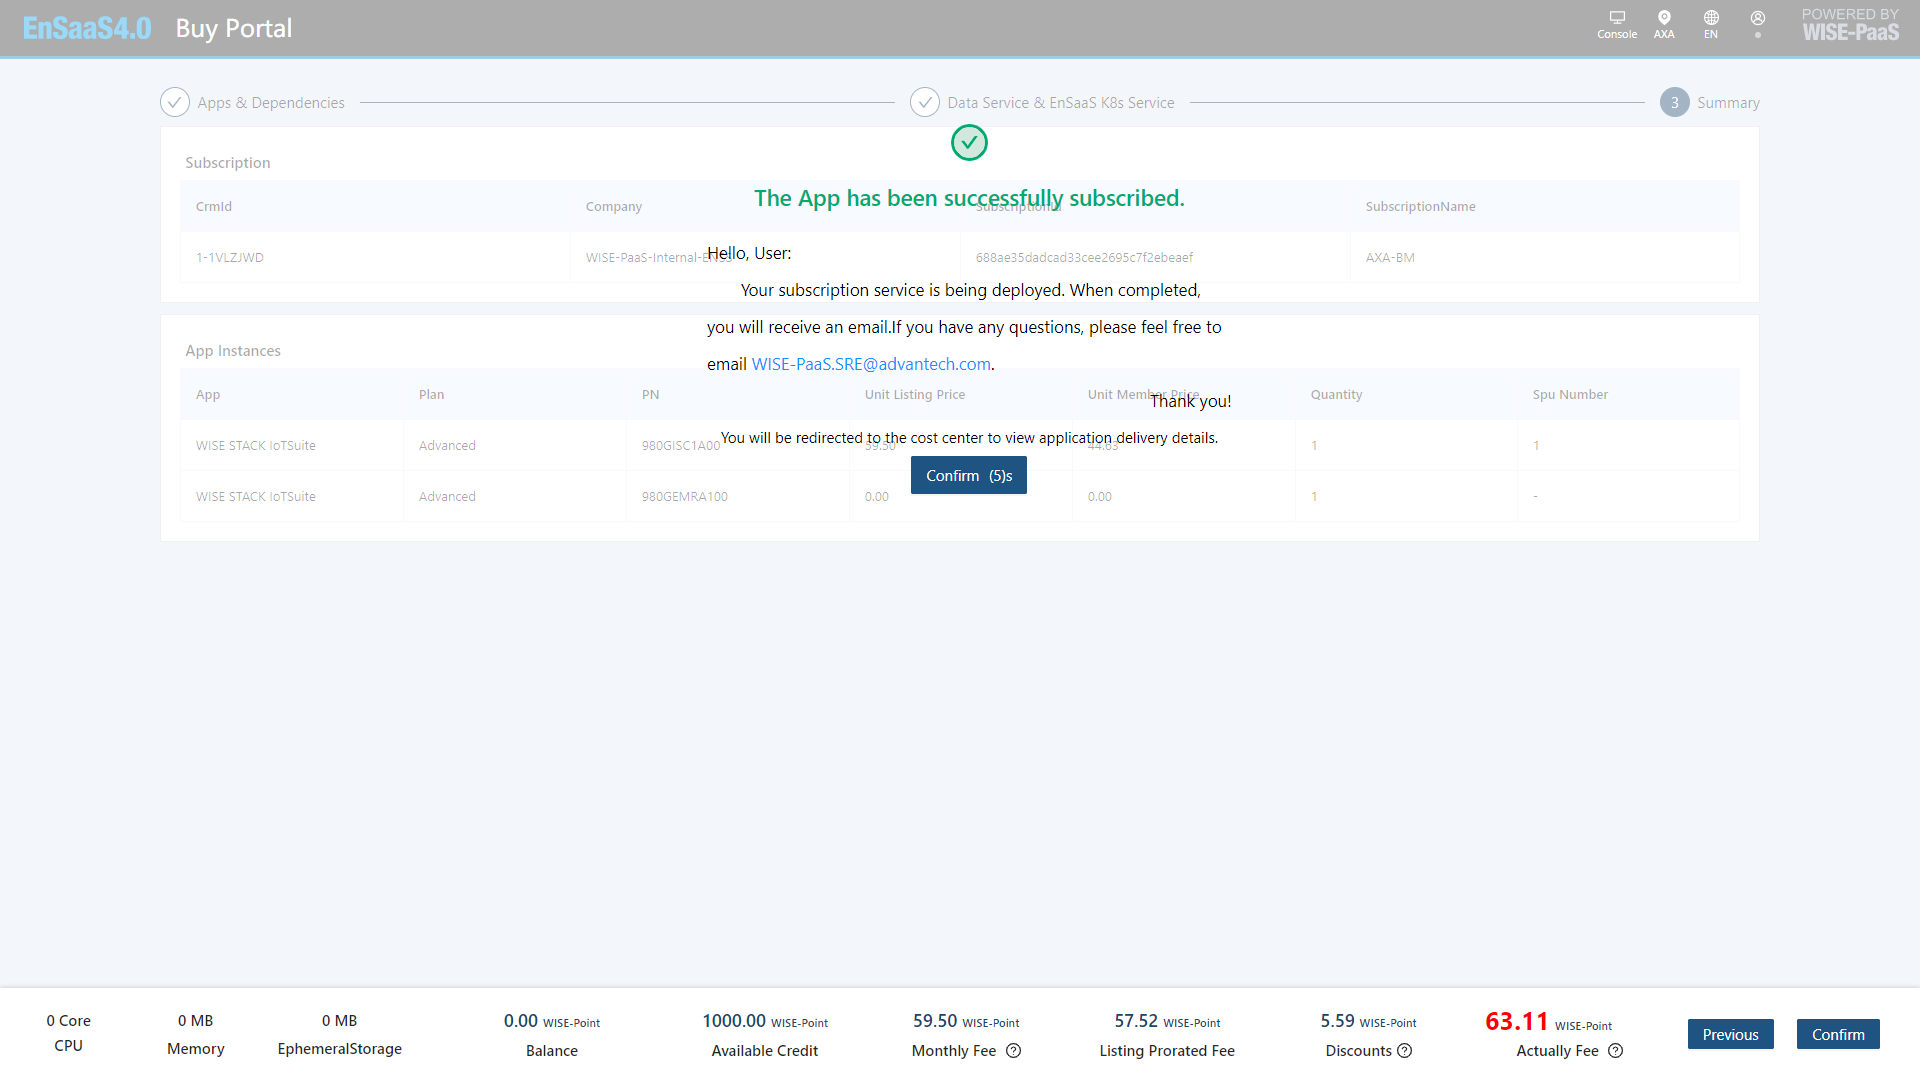 EnSaaS4.0 Buy Portal
Console AXA EN
POWERED BY
WISE-PaaS
Apps & Dependencies
Data Service & EnSaaS K8s Service
3 Summary
The App has been successfully subscribed.
Hello, User:
Your subscription service is being deployed. When completed,
you will receive an email.If you have any questions, please feel free to
email WISE-PaaS.SRE@advantech.com.
Thank you!
You will be redirected to the cost center to view application delivery details.
Confirm (5)s
Subscription
CrmId Company SubscriptionId SubscriptionName
1-1VLZJWD WISE-PaaS-Internal- 688ae35dadcad33cee2695c7f2ebeaef AXA-BM
App Instances
App Plan PN Unit Listing Price Unit Member Price Quantity Spu Number
WISE STACK IoTSuite Advanced 980GISC1A00 59.50 44.63 1 1
WISE STACK IoTSuite Advanced 980GEMRA100 0.00 0.00 1 -
0 Core
CPU
0 MB
Memory
0 MB
EphemeralStorage
0.00 WISE-Point
Balance
1000.00 WISE-Point
Available Credit
59.50 WISE-Point
Monthly Fee
57.52 WISE-Point
Listing Prorated Fee
5.59 WISE-Point
Discounts
63.11 WISE-Point
Actually Fee
Previous
Confirm